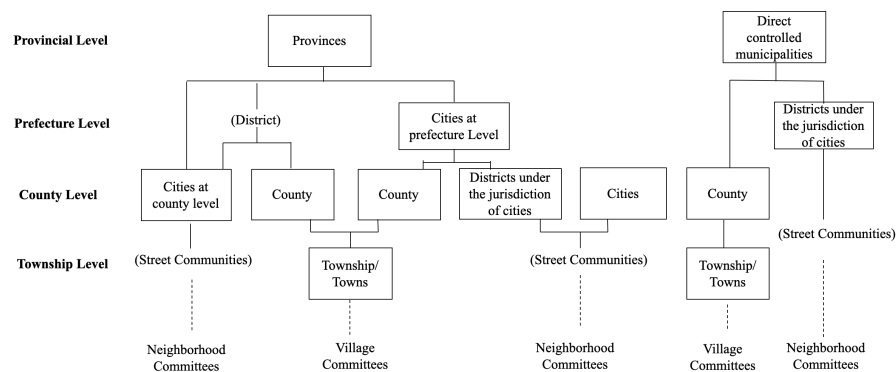 Provincial Level
Provinces
Direct
controlled
municipalities
Prefecture Level
(District)
Cities at
prefecture Level
Districts under
the jurisdiction
of cities
County Level
Cities at
county level
County
County
Districts under
the jurisdiction
of cities
Cities
County
(Street Communities)
Township Level
(Street Communities)
Township/
Towns
(Street Communities)
Township/
Towns
Neighborhood
Committees
Village
Committees
Neighborhood
Committees
Village
Committees
Neighborhood
Committees